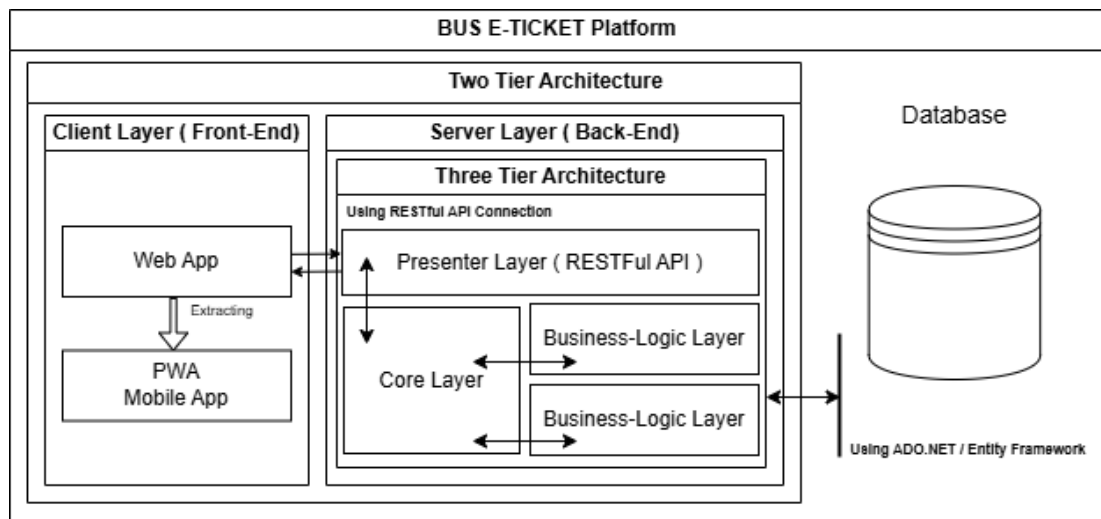 BUS E-TICKET Platform
Two Tier Architecture
Client Layer ( Front-End)
Server Layer ( Back-End)
Three Tier Architecture
Using RESTful API Connection
Web App
Extracting
PWA
Mobile App
Presenter Layer ( RESTFul API )
Core Layer
Business-Logic Layer
Business-Logic Layer
Database
Using ADO.NET / Entity Framework